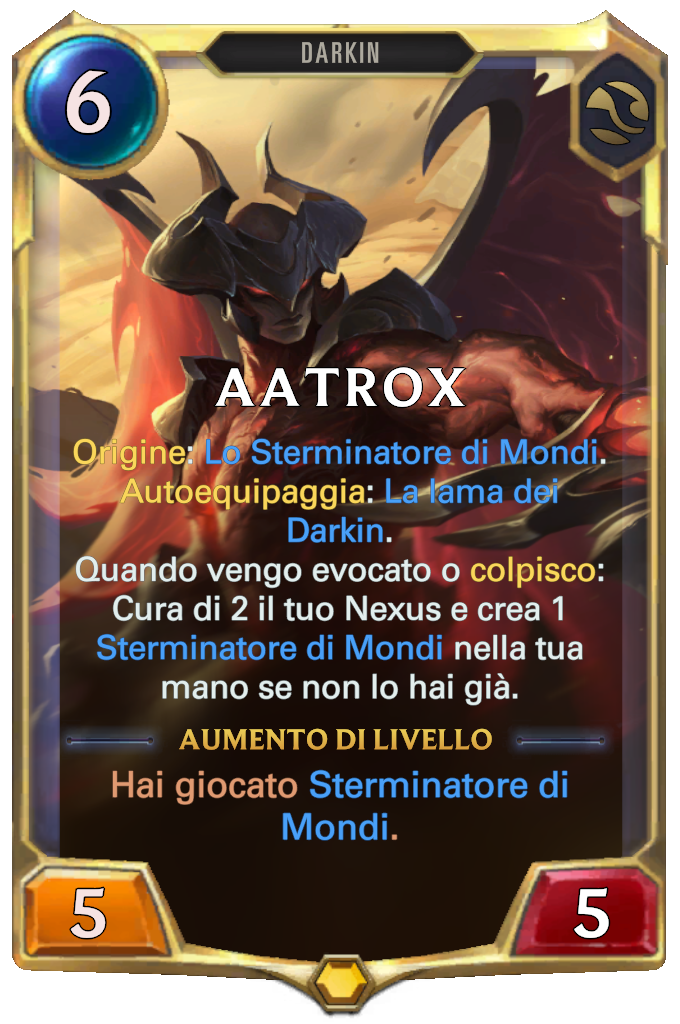 DARKIN
6
AATROX
Origine: Lo Sterminatore di Mondi.
Autoequipaggia: La lama dei
Darkin.
Quando vengo evocato o colpisco:
Cura di 2 il tuo Nexus e crea 1
Sterminatore di Mondi nella tua
mano se non lo hai già.
AUMENTO DI LIVELLO
Hai giocato Sterminatore di
Mondi.
5
5